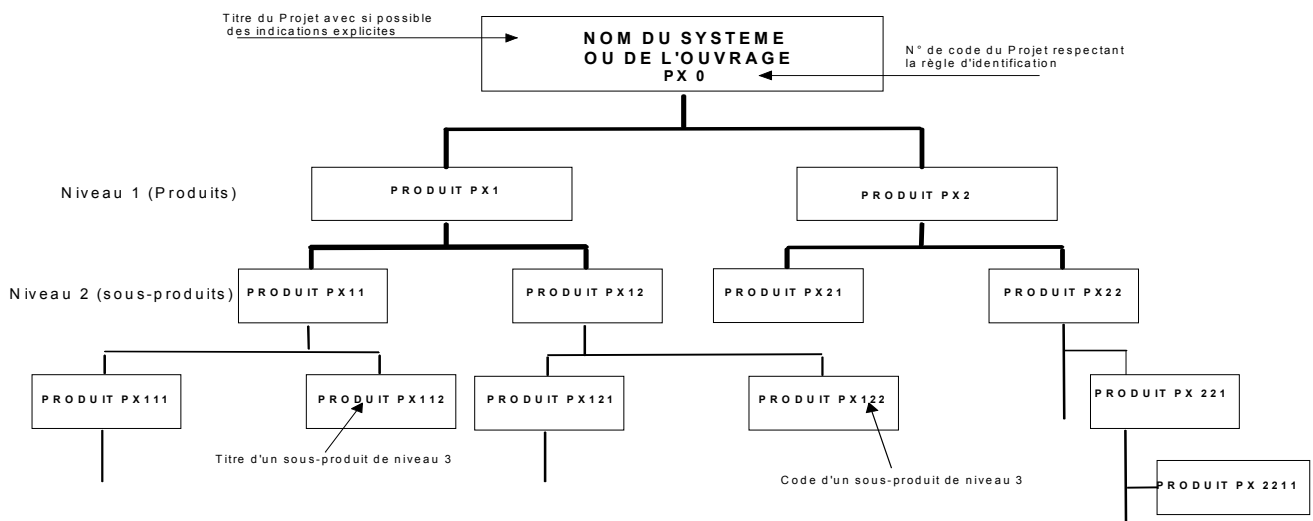 Titre du Projet avec si possible
des indications explicites
NOM DU SYSTEME
OU DE L'OUVRAGE
PX 0
N° de code du Projet respectant
la règle d'identification
Niveau 1 (Produits)
PRODUIT PX1
PRODUIT PX2
Niveau 2 (sous-produits)
PRODUIT PX11
PRODUIT PX12
PRODUIT PX21
PRODUIT PX22
PRODUIT PX111
PRODUIT PX112
PRODUIT PX121
PRODUIT PX122
PRODUIT PX 221
Titre d'un sous-produit de niveau 3
Code d'un sous-produit de niveau 3
PRODUIT PX 2211